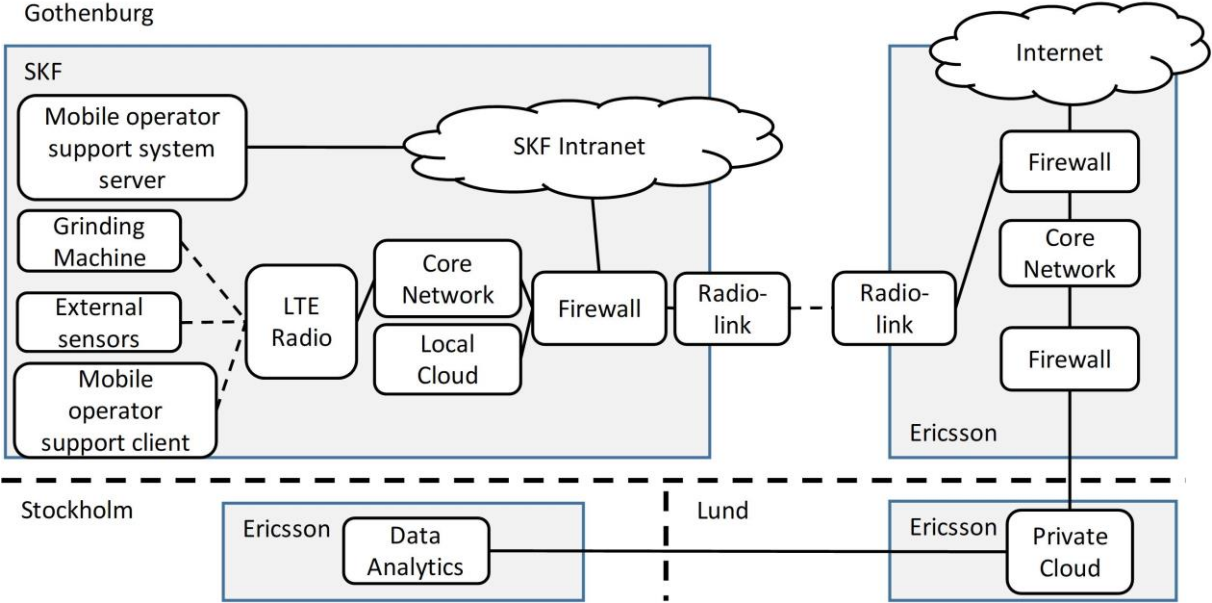 Gothenburg
SKF
Mobile operator
support system
server
SKF Intranet
Internet
Firewall
Grinding
Machine
Core
Network
External
sensors
LTE
Radio
Core
Network
Local
Cloud
Firewall
Radio-
link
Radio-
link
Firewall
Mobile
operator
support client
Ericsson
Stockholm
Ericsson
Data
Analytics
Lund
Ericsson
Private
Cloud